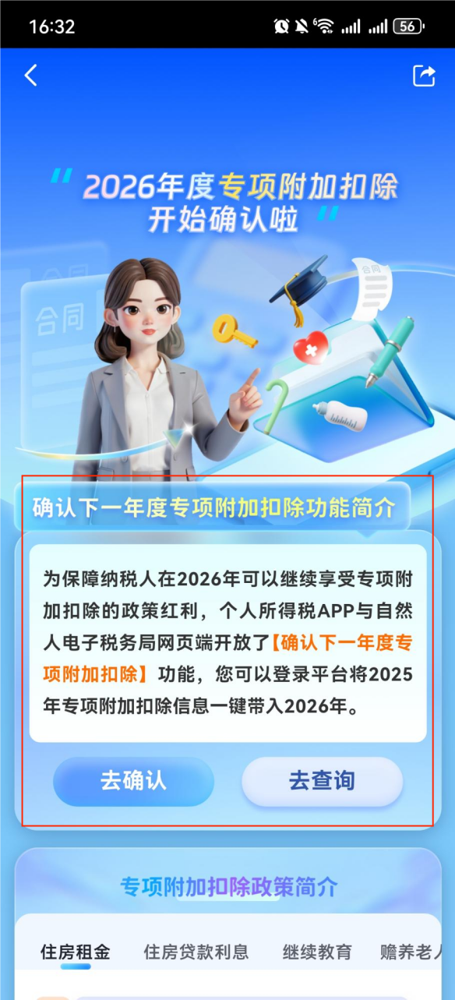 16:32
6
56
2026年度专项附加扣除
开始确认啦
合同
合同
合同
确认下一年度专项附加扣除功能简介
为保障纳税人在2026年可以继续享受专项附
加扣除的政策红利，个人所得税APP与自然
人电子税务局网页端开放了【确认下一年度专
项附加扣除】功能，您可以登录平台将2025
年专项附加扣除信息一键带入2026年。
去确认
去查询
专项附加扣除政策简介
住房租金
住房贷款利息
继续教育
赡养老人